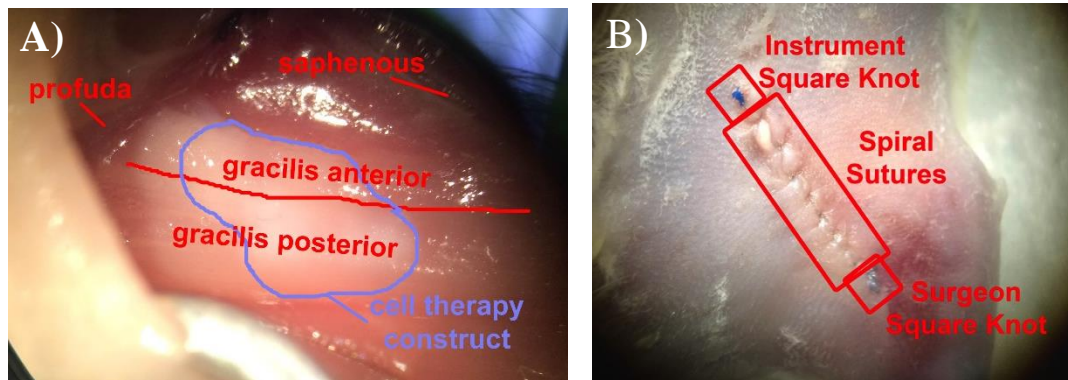 A)
saphenous
profuda
gracilis anterior
gracilis posterior
cell therapy
construct
B)
Instrument
Square Knot
Spiral
Sutures
Surgeon
Square Knot